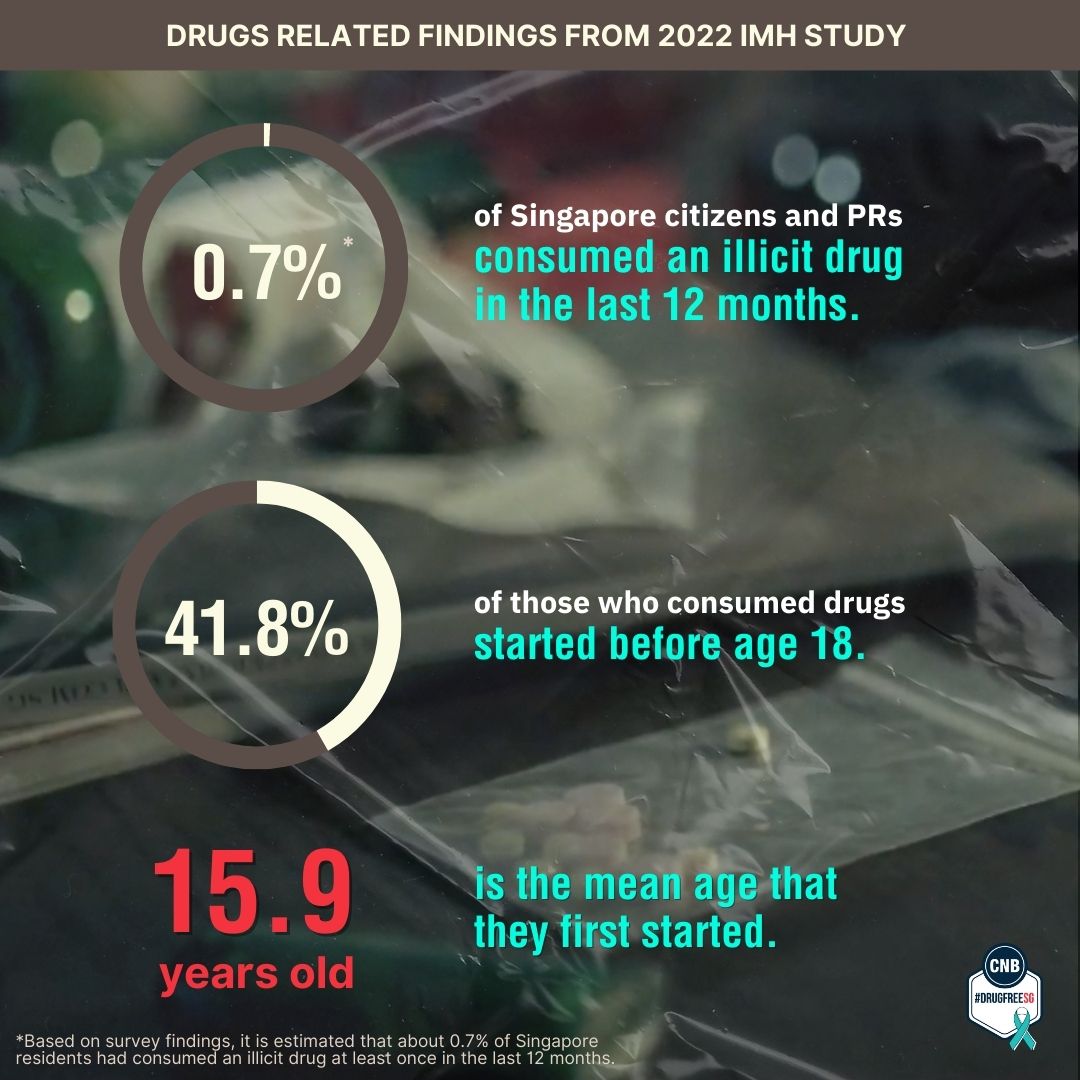 DRUGS RELATED FINDINGS FROM 2022 IMH STUDY
0.7%*
of Singapore citizens and PRs
consumed an illicit drug
in the last 12 months.
41.8%
of those who consumed drugs
started before age 18.
15.9
years old
is the mean age that
they first started.
CNB
#DRUGFREESG
*Based on survey findings, it is estimated that about 0.7% of Singapore
residents had consumed an illicit drug at least once in the last 12 months.